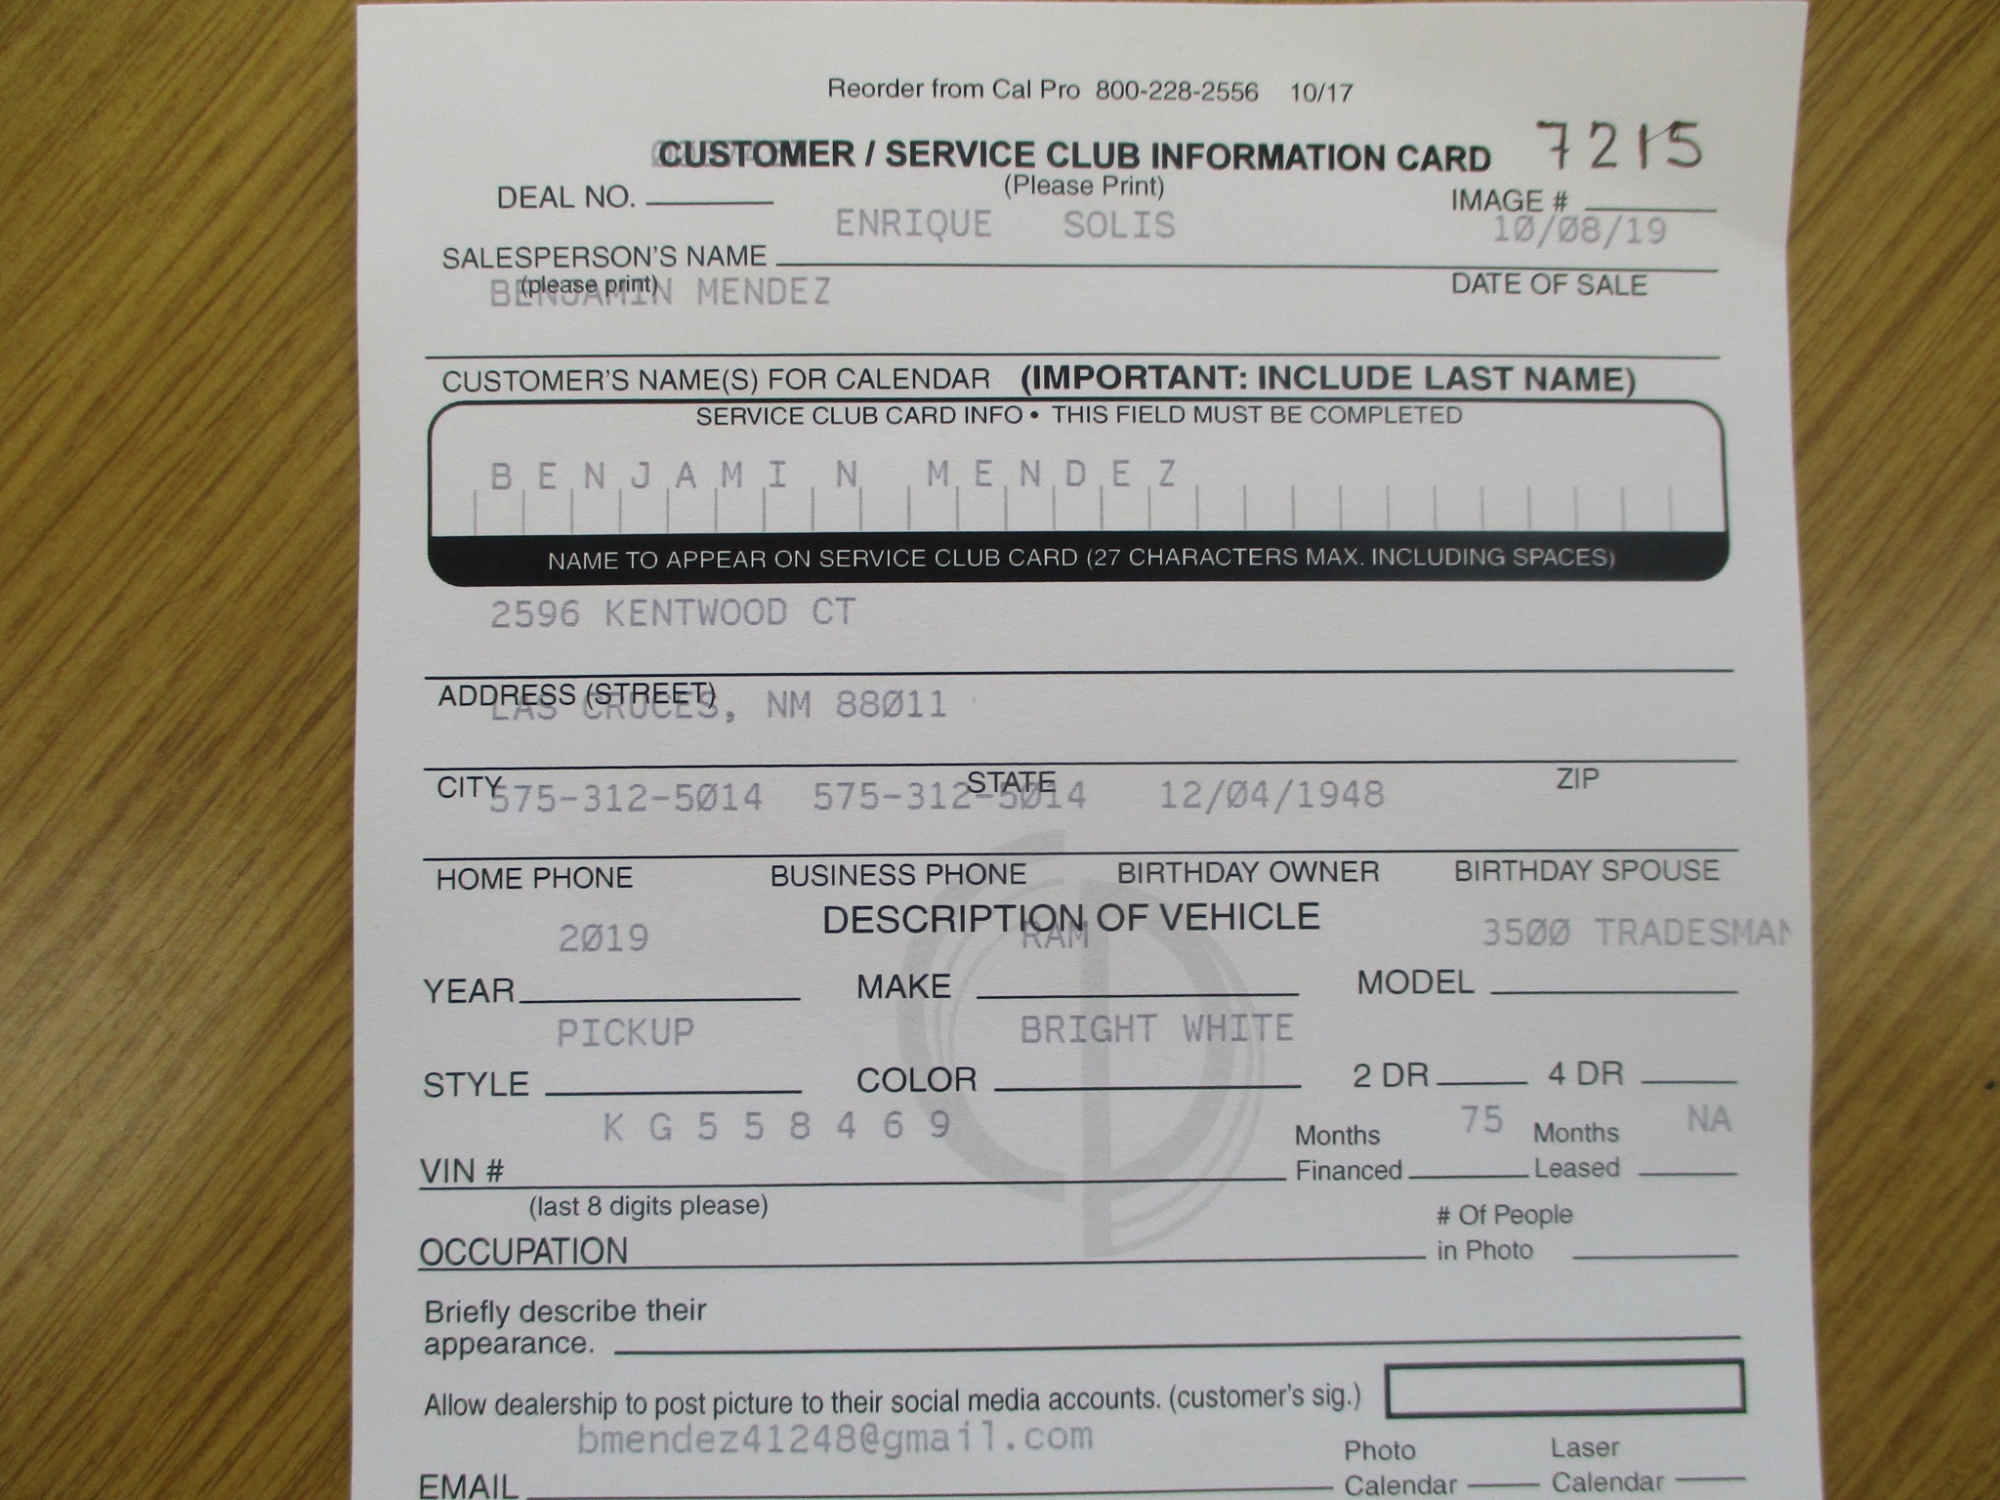 Reorder from Cal Pro 800-228-2556 10/17
CUSTOMER / SERVICE CLUB INFORMATION CARD 7215
(Please Print)
DEAL NO. IMAGE #
ENRIQUE SOLIS 10/08/19
SALESPERSON'S NAME
(please print) DATE OF SALE
BENJAMIN MENDEZ
CUSTOMER'S NAME(S) FOR CALENDAR (IMPORTANT: INCLUDE LAST NAME)
SERVICE CLUB CARD INFO • THIS FIELD MUST BE COMPLETED
BENJAMIN MENDEZ
NAME TO APPEAR ON SERVICE CLUB CARD (27 CHARACTERS MAX. INCLUDING SPACES)
2596 KENTWOOD CT
ADDRESS (STREET)
LAS CRUCES, NM 88011
CITY STATE ZIP
575-312-5014 575-312-5014 12/04/1948
HOME PHONE BUSINESS PHONE BIRTHDAY OWNER BIRTHDAY SPOUSE
DESCRIPTION OF VEHICLE
2019 RAM 3500 TRADESMAN
YEAR MAKE MODEL
PICKUP BRIGHT WHITE
STYLE COLOR 2 DR 4 DR
K G 5 5 8 4 6 9 Months 75 Months NA
VIN # Financed Leased
(last 8 digits please) # Of People
OCCUPATION in Photo
Briefly describe their
appearance.
Allow dealership to post picture to their social media accounts. (customer's sig.)
bmendez41248@gmail.com Photo Laser
EMAIL Calendar Calendar